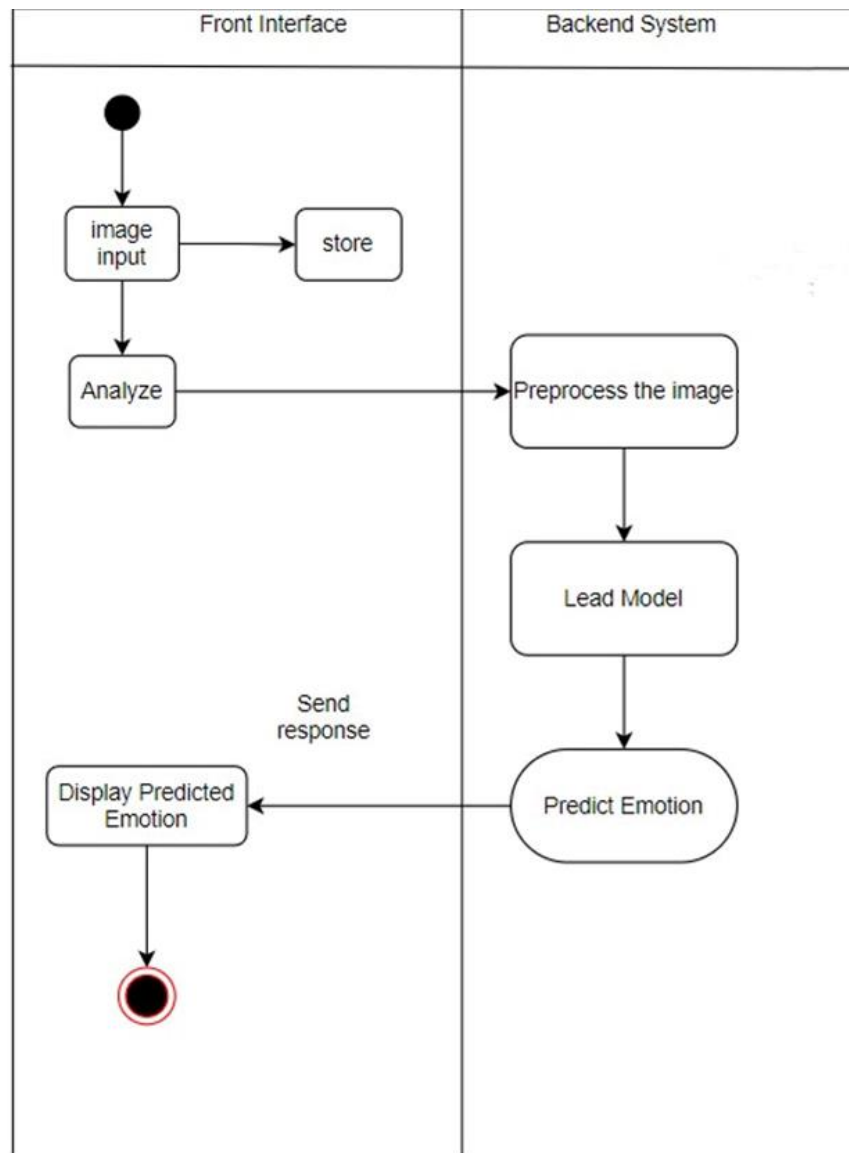 Front Interface
Backend System
image
input
store
Analyze
Preprocess the image
Lead Model
Send
response
Display Predicted
Emotion
Predict Emotion